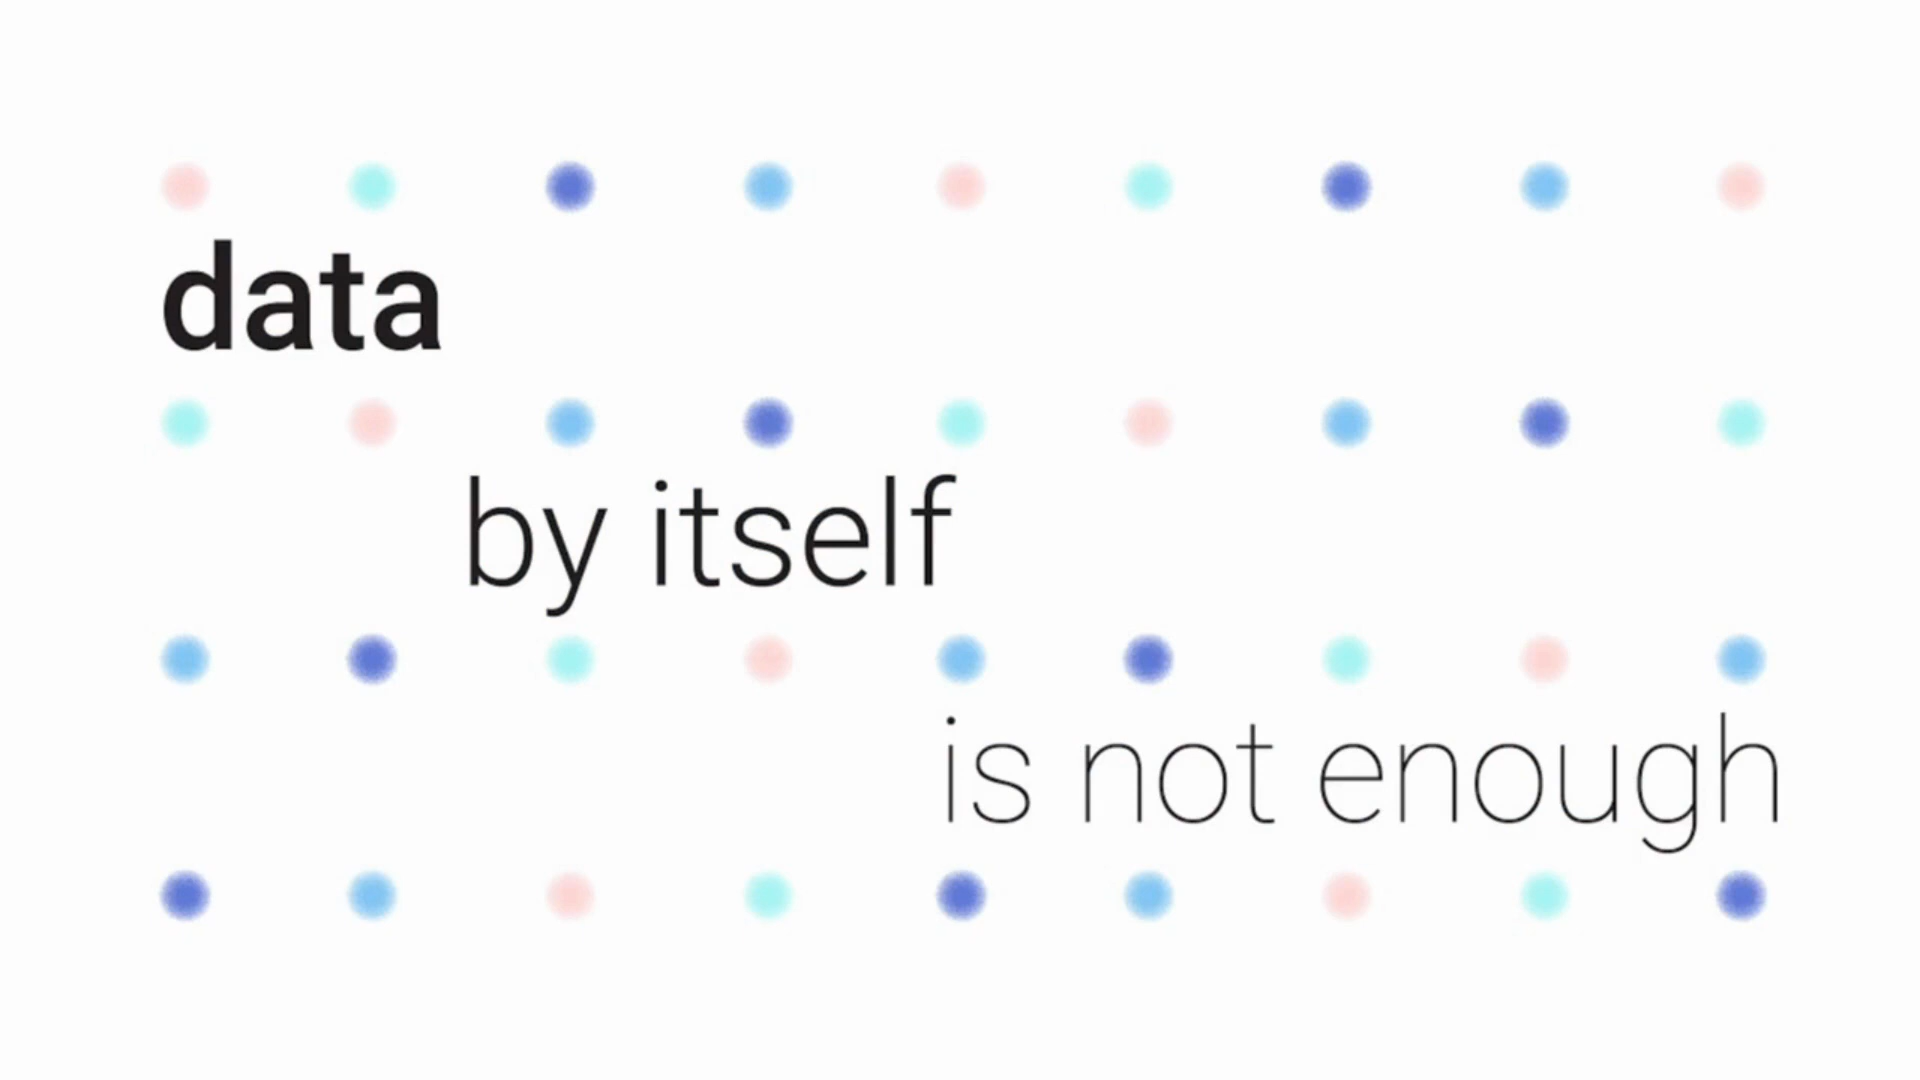 data
by itself
is not enough